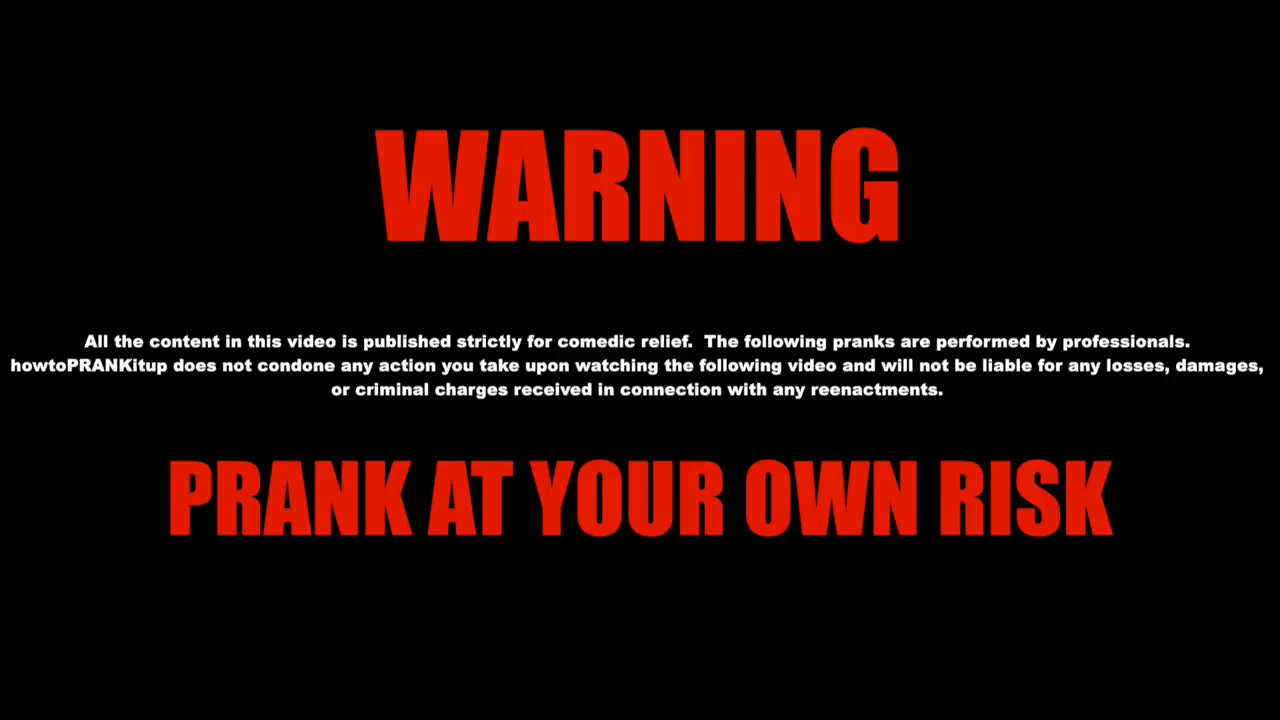 WARNING
All the content in this video is published strictly for comedic relief.  The following pranks are performed by professionals.
howtoPRANKitup does not condone any action you take upon watching the following video and will not be liable for any losses, damages,
or criminal charges received in connection with any reenactments.
PRANK AT YOUR OWN RISK